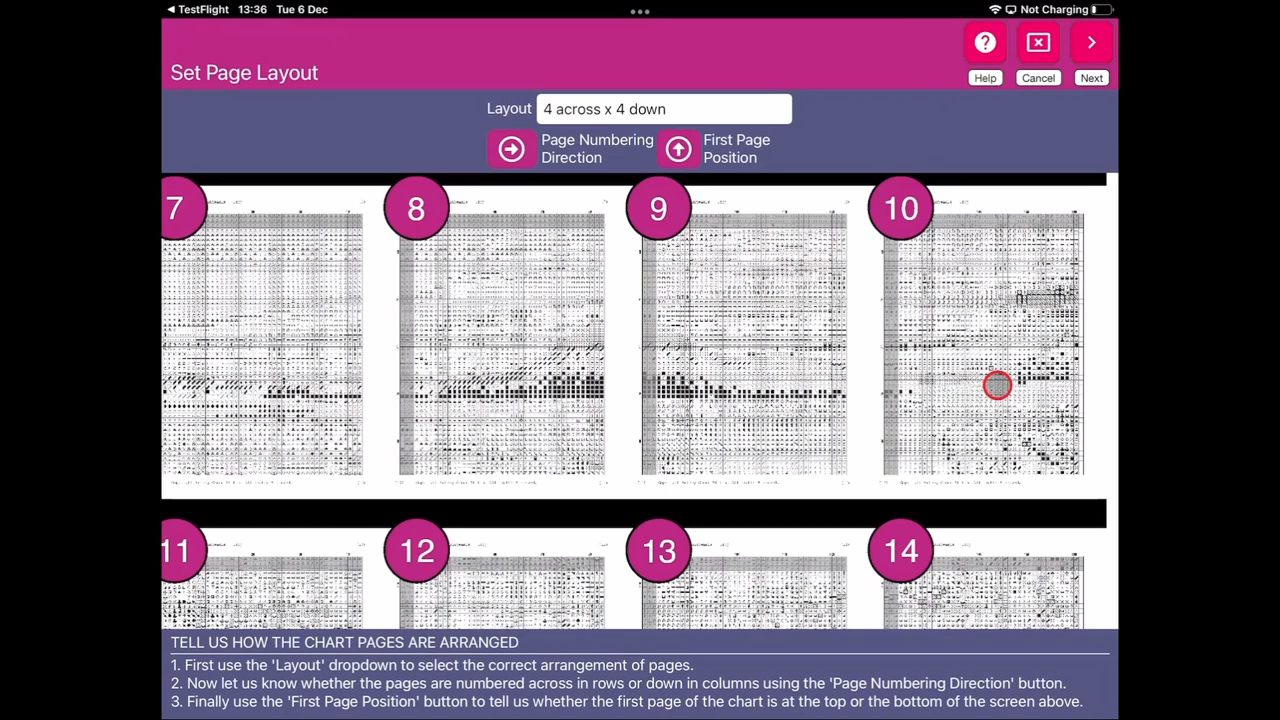 TestFlight 13:36 Tue 6 Dec
Not Charging
Set Page Layout
Help
Cancel
Next
Layout 4 across x 4 down
Page Numbering Direction
First Page Position
7
8
9
10
11
12
13
14
TELL US HOW THE CHART PAGES ARE ARRANGED
1. First use the 'Layout' dropdown to select the correct arrangement of pages.
2. Now let us know whether the pages are numbered across in rows or down in columns using the 'Page Numbering Direction' button.
3. Finally use the 'First Page Position' button to tell us whether the first page of the chart is at the top or the bottom of the screen above.